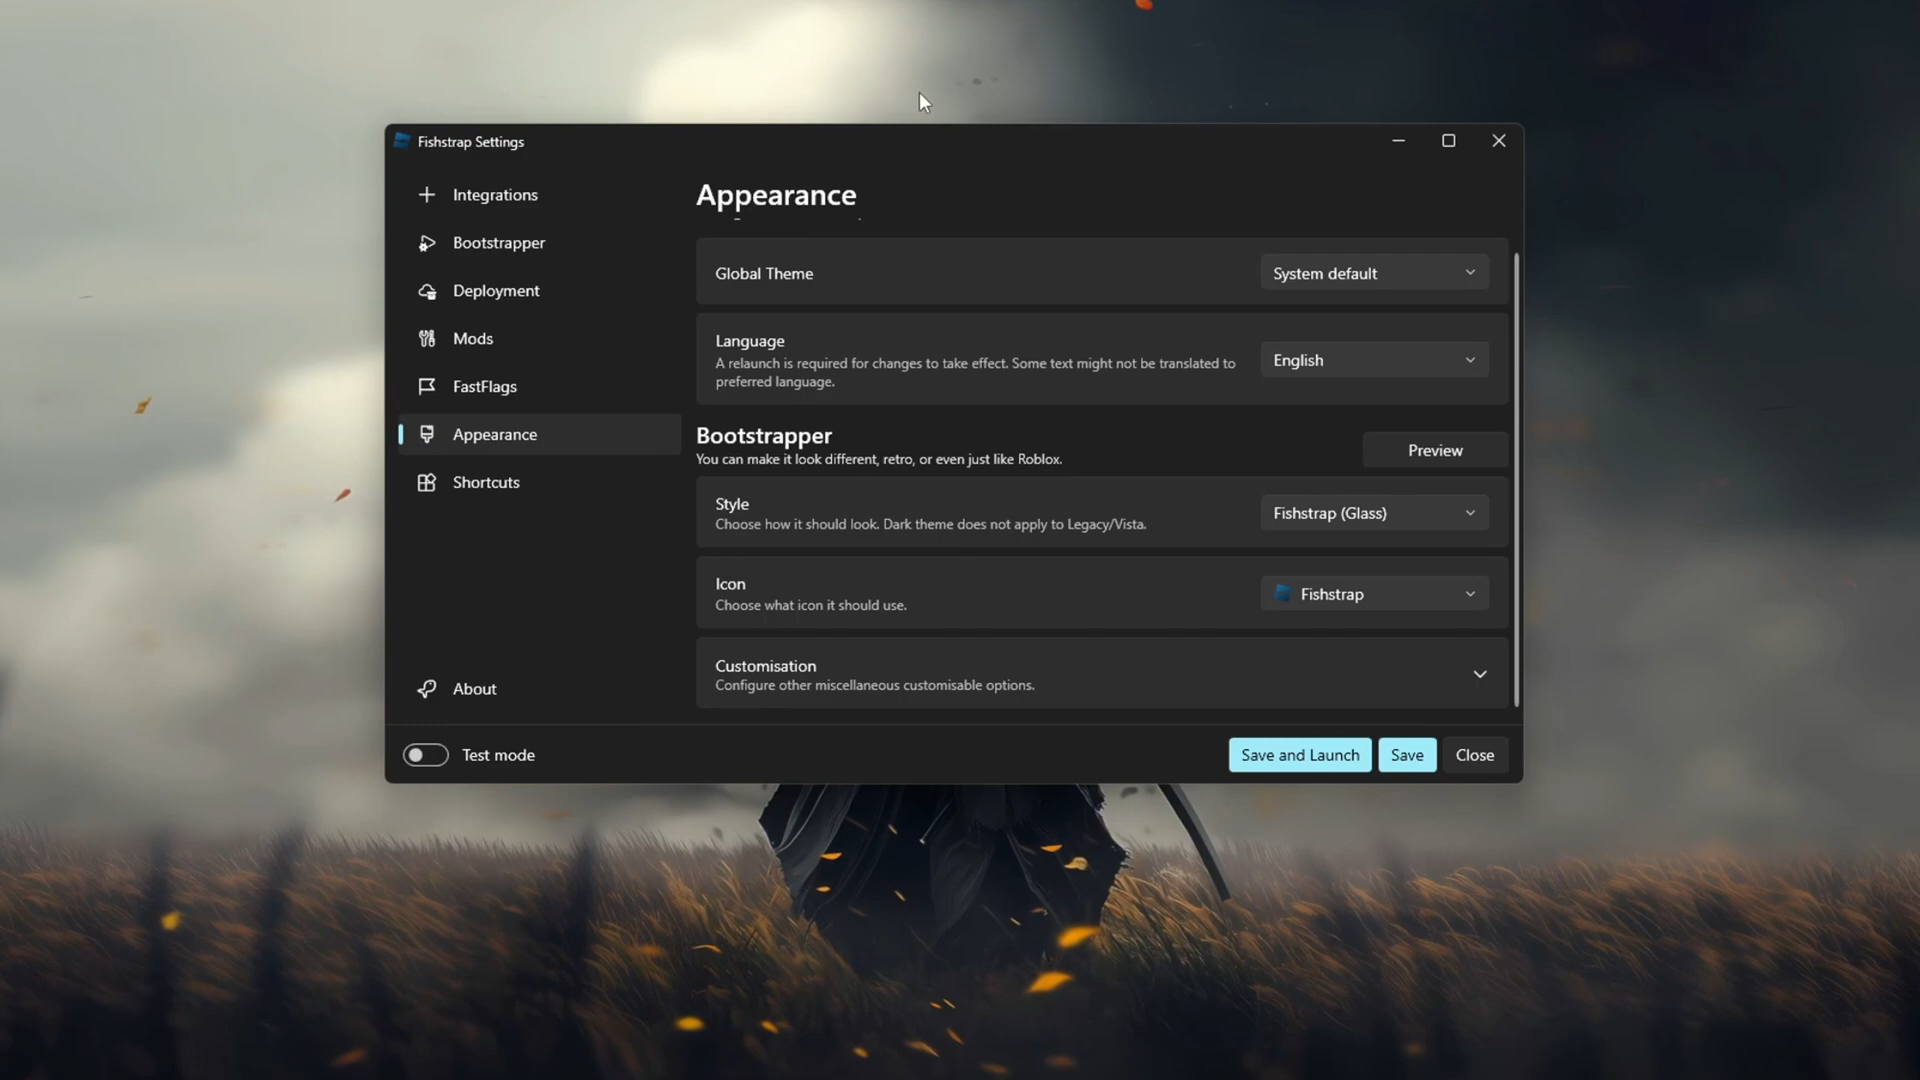 Fishstrap Settings
Integrations
Bootstrapper
Deployment
Mods
FastFlags
Appearance
Shortcuts
About
Appearance
Global Theme
System default
Language
A relaunch is required for changes to take effect. Some text might not be translated to
preferred language.
English
Bootstrapper
You can make it look different, retro, or even just like Roblox.
Preview
Style
Choose how it should look. Dark theme does not apply to Legacy/Vista.
Fishstrap (Glass)
Icon
Choose what icon it should use.
Fishstrap
Customisation
Configure other miscellaneous customisable options.
Test mode
Save and Launch
Save
Close